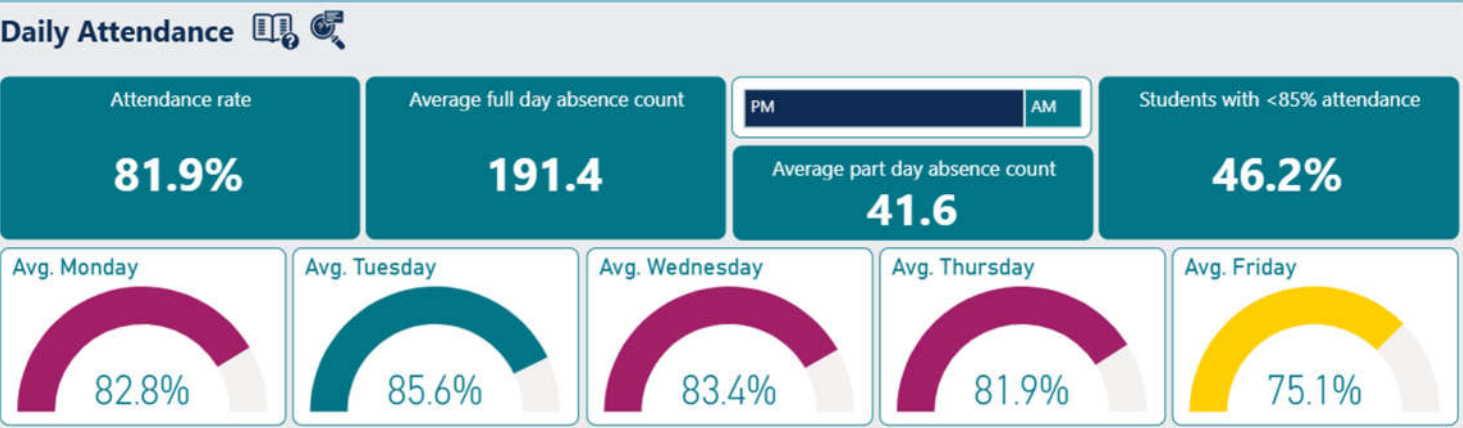 Daily Attendance
Attendance rate
81.9%
Average full day absence count
191.4
PM
AM
Average part day absence count
41.6
Students with <85% attendance
46.2%
Avg. Monday
82.8%
Avg. Tuesday
85.6%
Avg. Wednesday
83.4%
Avg. Thursday
81.9%
Avg. Friday
75.1%